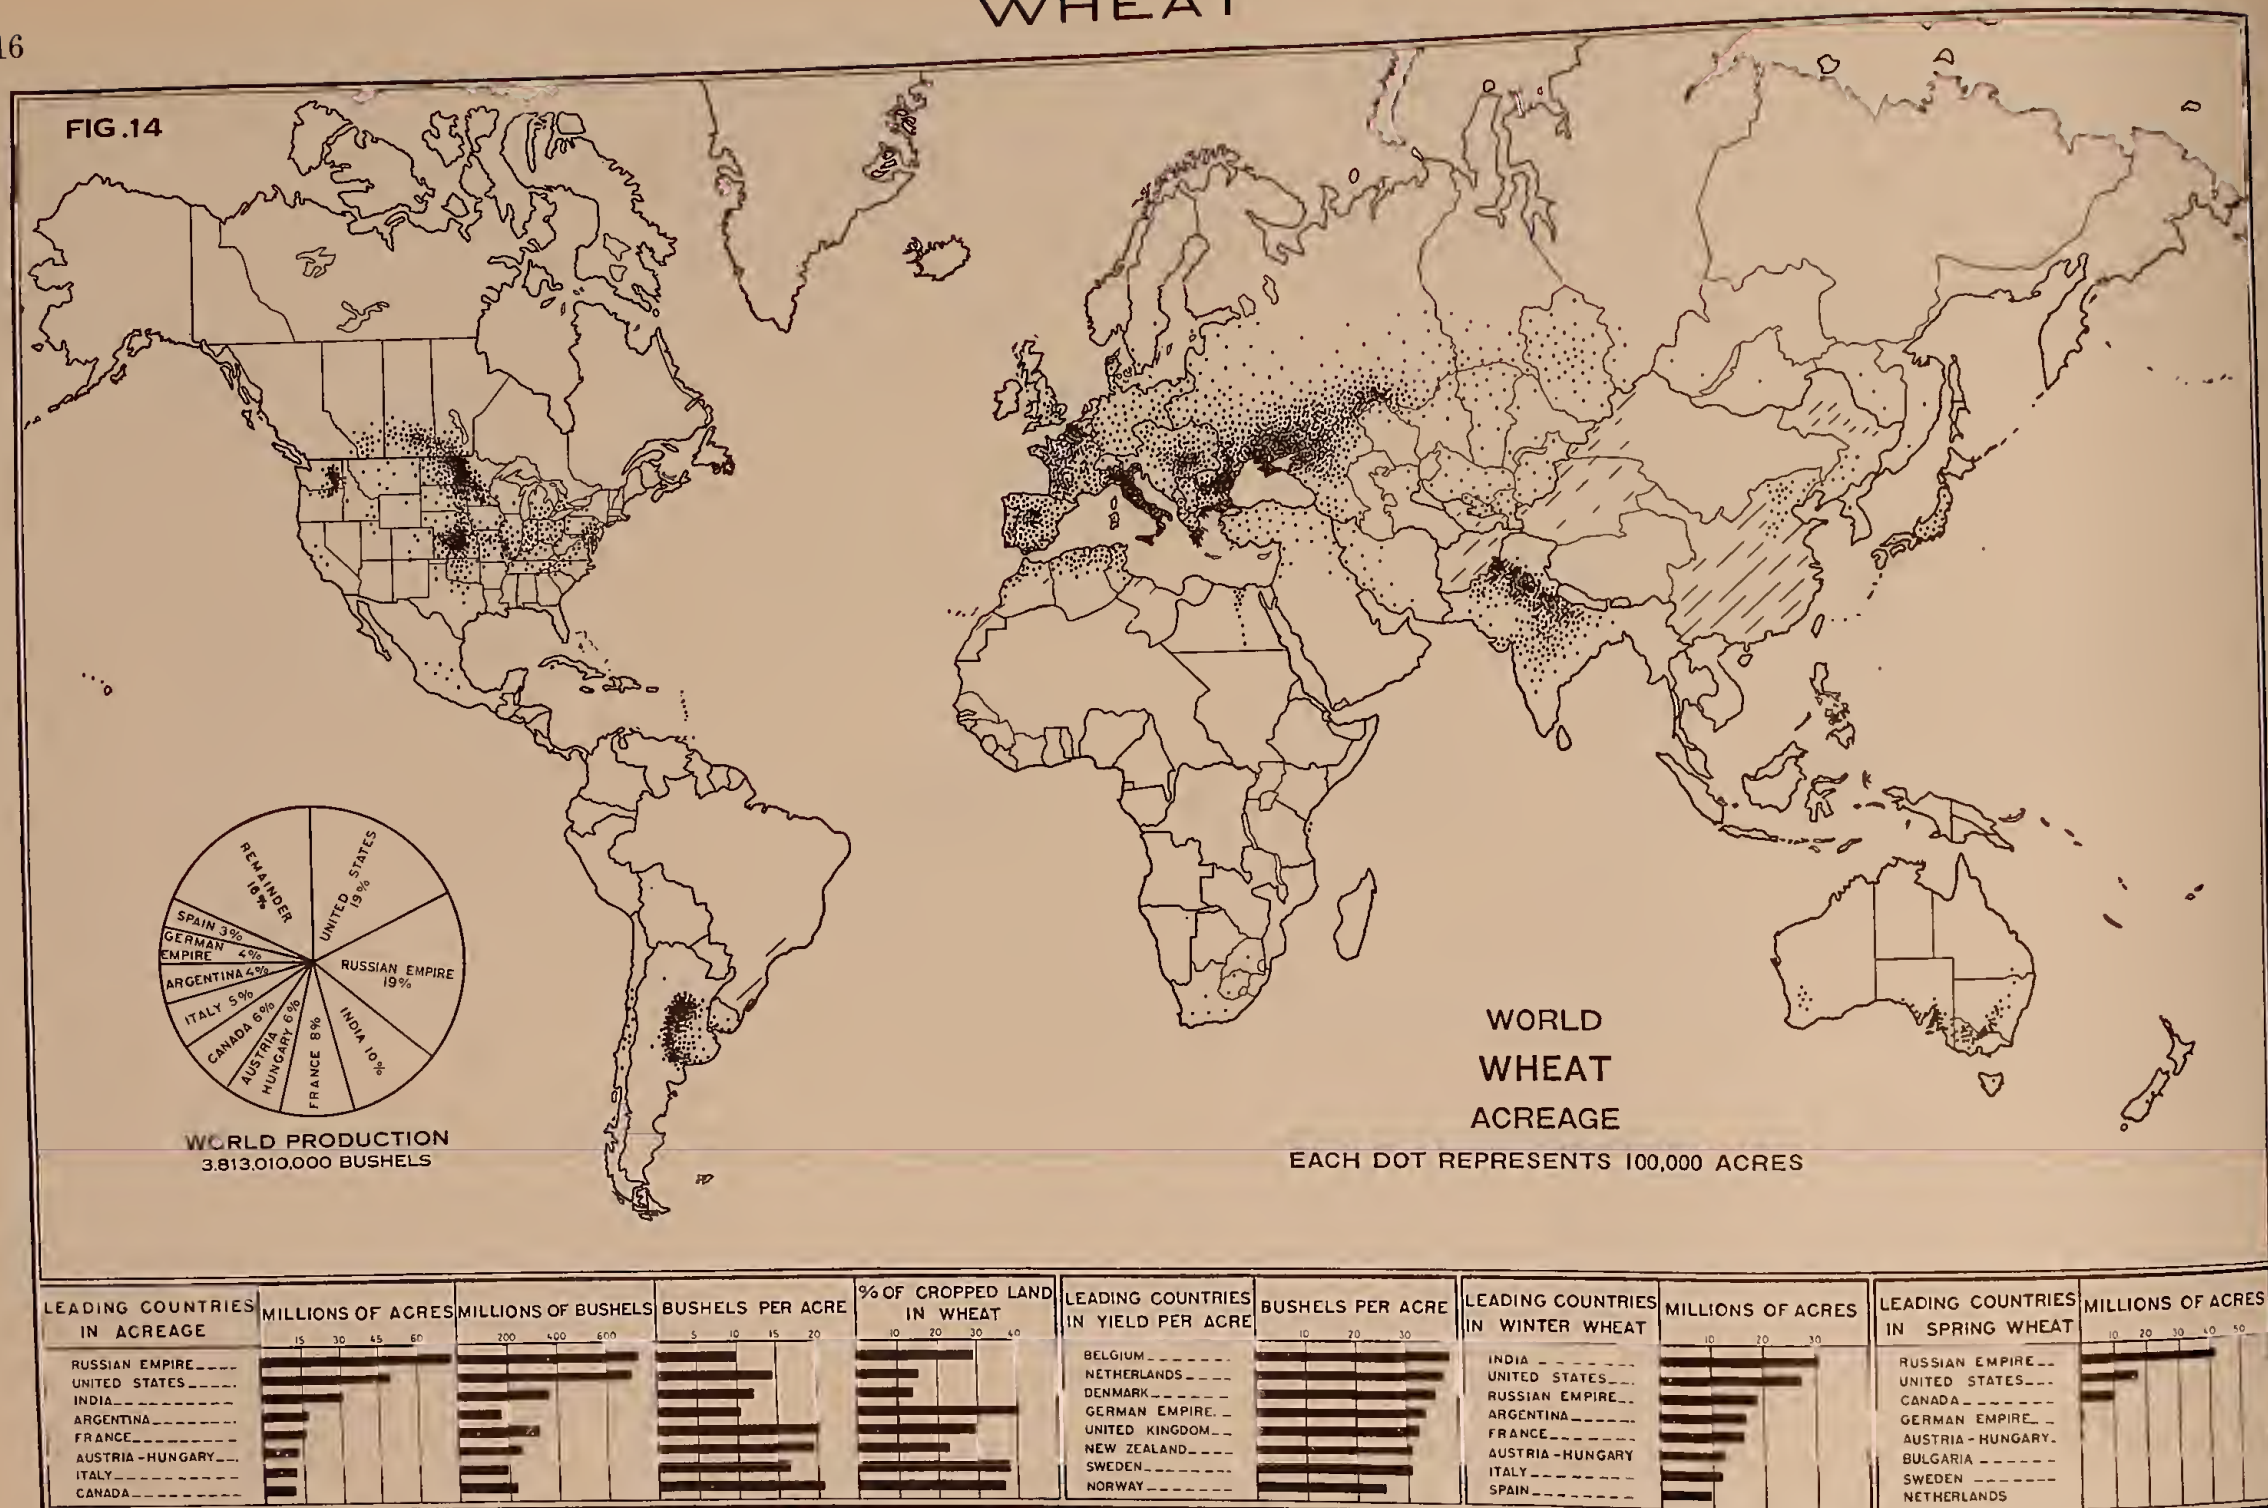 WHEAT
16
FIG.14
REMAINDER
16%
UNITED STATES
19%
RUSSIAN EMPIRE
19%
INDIA 10%
FRANCE 8%
AUSTRIA
HUNGARY 6%
CANADA 6%
ITALY 5%
ARGENTINA 4%
GERMAN
EMPIRE 4%
SPAIN 3%
WORLD PRODUCTION
3.813.010.000 BUSHELS
WORLD
WHEAT
ACREAGE
EACH DOT REPRESENTS 100,000 ACRES
LEADING COUNTRIES
IN ACREAGE
MILLIONS OF ACRES
15 30 45 60
MILLIONS OF BUSHELS
200 400 600
BUSHELS PER ACRE
5 10 15 20
% OF CROPPED LAND
IN WHEAT
10 20 30 40
RUSSIAN EMPIRE
UNITED STATES
INDIA
ARGENTINA
FRANCE
AUSTRIA-HUNGARY
ITALY
CANADA
LEADING COUNTRIES
IN YIELD PER ACRE
BUSHELS PER ACRE
10 20 30
BELGIUM
NETHERLANDS
DENMARK
GERMAN EMPIRE
UNITED KINGDOM
NEW ZEALAND
SWEDEN
NORWAY
LEADING COUNTRIES
IN WINTER WHEAT
MILLIONS OF ACRES
10 20 30
INDIA
UNITED STATES
RUSSIAN EMPIRE
ARGENTINA
FRANCE
AUSTRIA-HUNGARY
ITALY
SPAIN
LEADING COUNTRIES
IN SPRING WHEAT
MILLIONS OF ACRES
10 20 30 40 50
RUSSIAN EMPIRE
UNITED STATES
CANADA
GERMAN EMPIRE
AUSTRIA-HUNGARY
BULGARIA
SWEDEN
NETHERLANDS